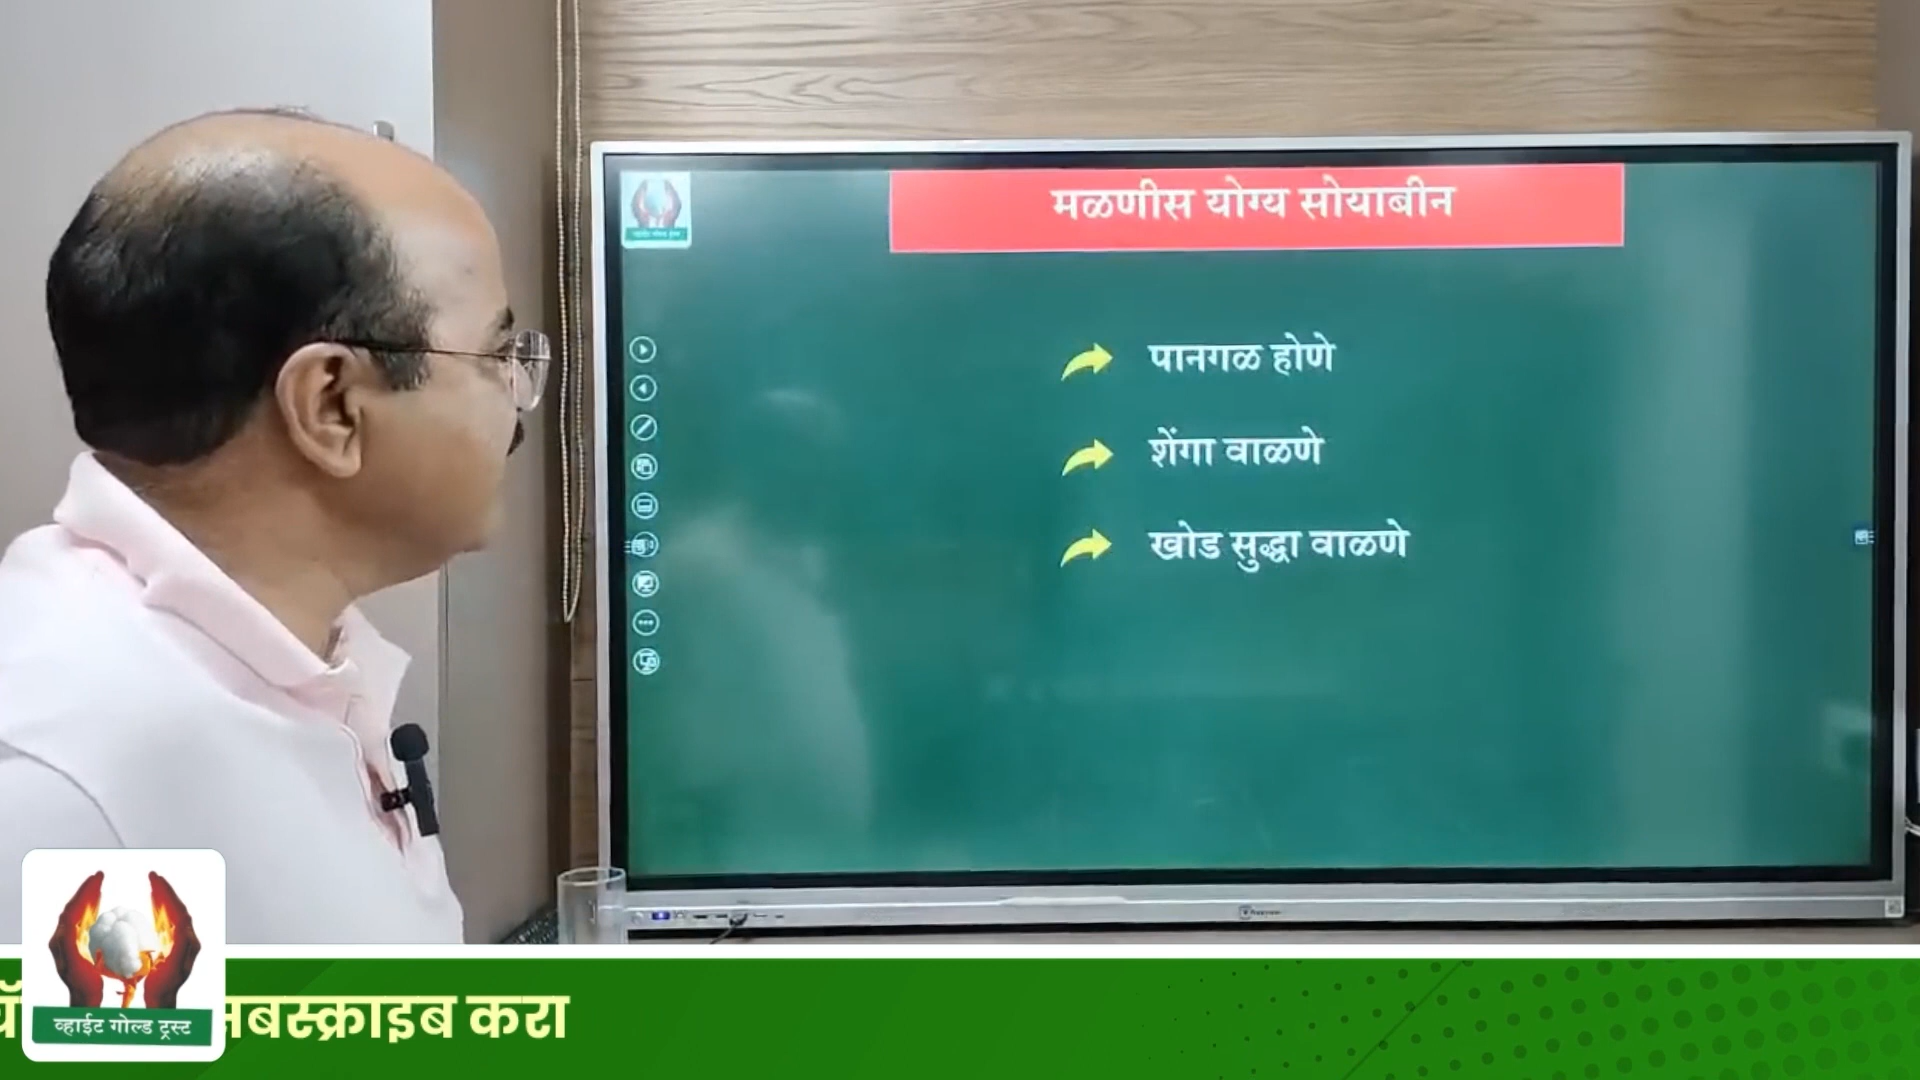 मळणीस योग्य सोयाबीन
पानगळ होणे
शेंगा वाळणे
खोड सुद्धा वाळणे
व्हाईट गोल्ड ट्रस्ट
सबस्क्राइब करा